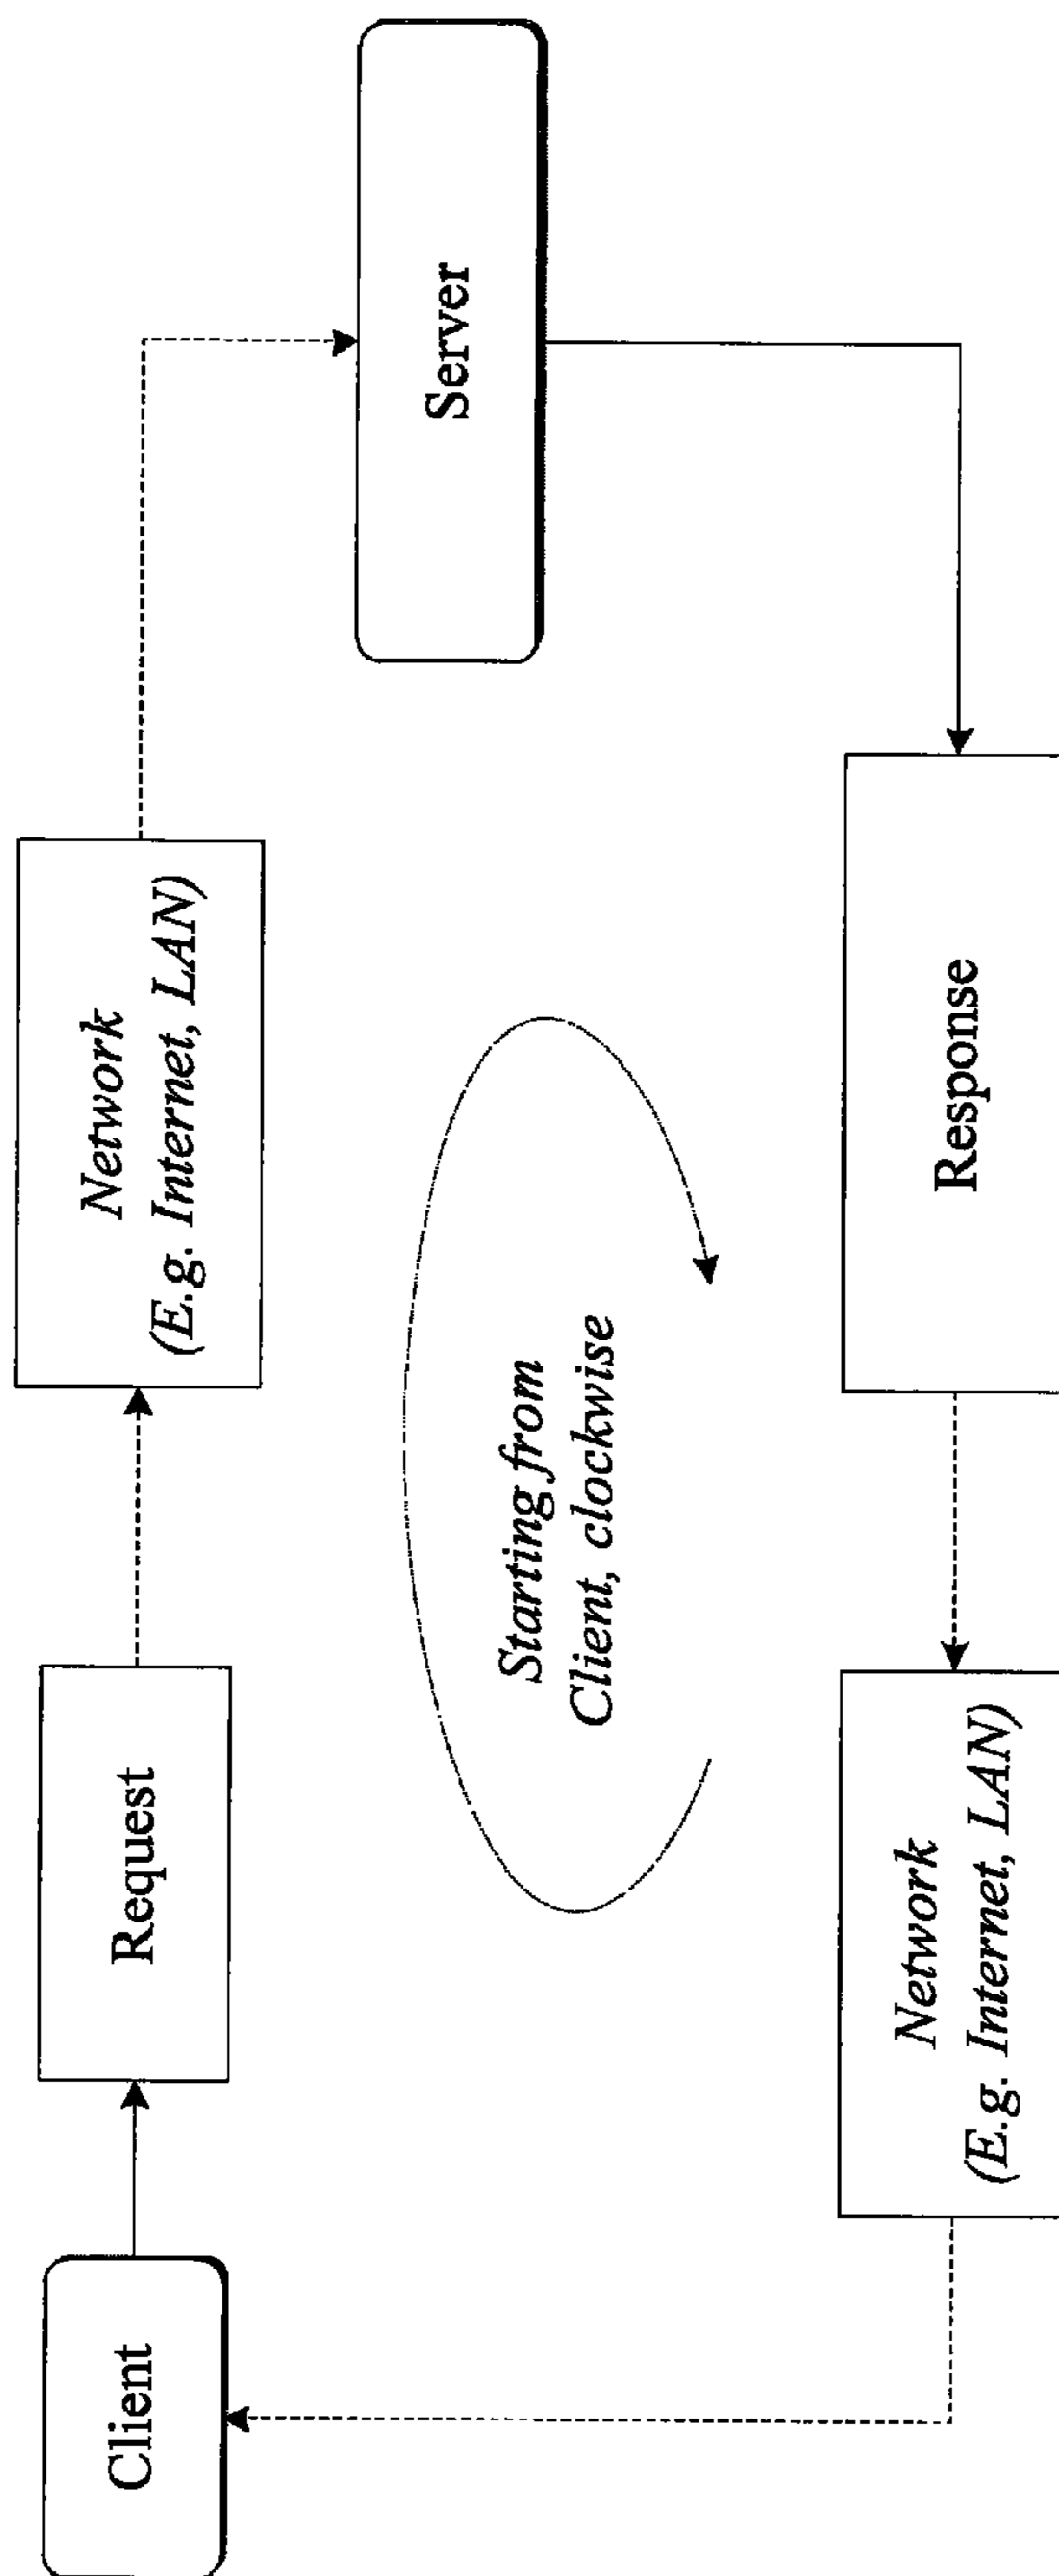 Client
Request
Network
(E.g. Internet, LAN)
Server
Starting from
Client, clockwise
Response
Network
(E.g. Internet, LAN)